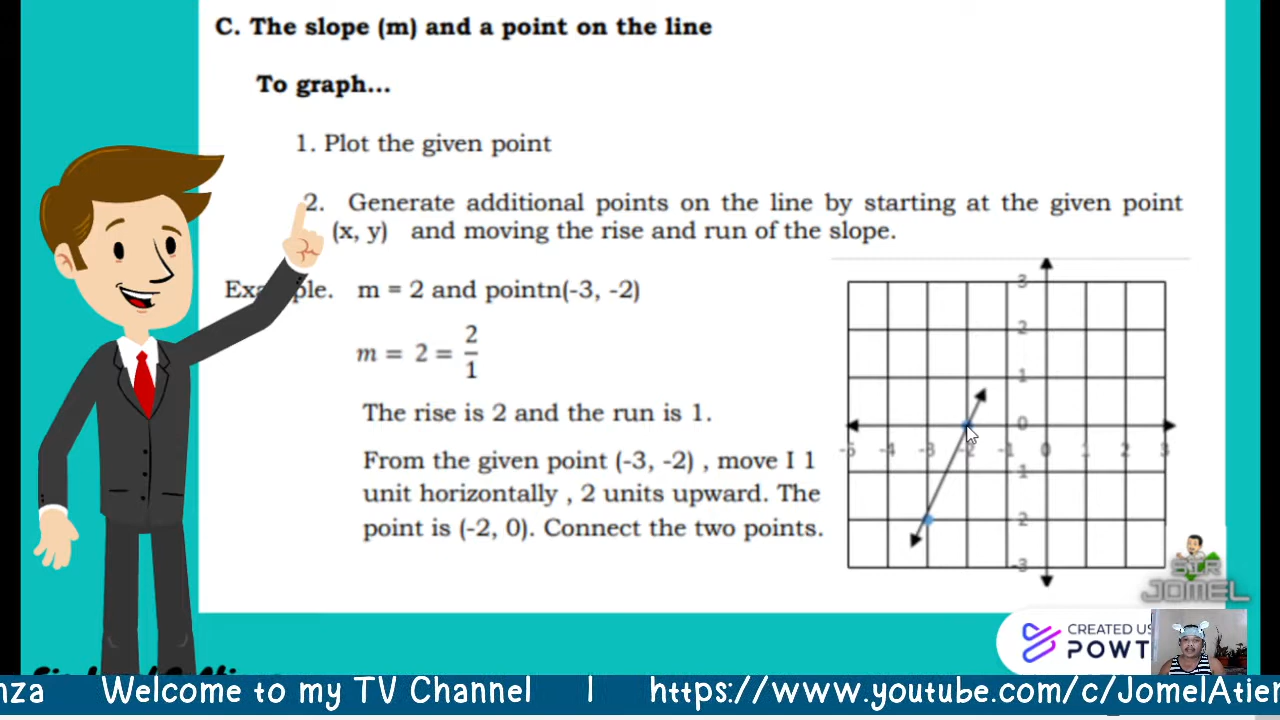 C. The slope (m) and a point on the line
To graph...
1. Plot the given point
2. Generate additional points on the line by starting at the given point
(x, y) and moving the rise and run of the slope.
Example. m = 2 and pointn(-3, -2)
m = 2 = 2/1
The rise is 2 and the run is 1.
From the given point (-3, -2) , move I 1
unit horizontally , 2 units upward. The
point is (-2, 0). Connect the two points.
3
2
1
0
-5 -3 -2 -1 0 1 2 3
-1
2
-3
SIR
JOMEL
CREATED US
POWT
nza Welcome to my TV Channel | https://www.youtube.com/c/JomelAtien